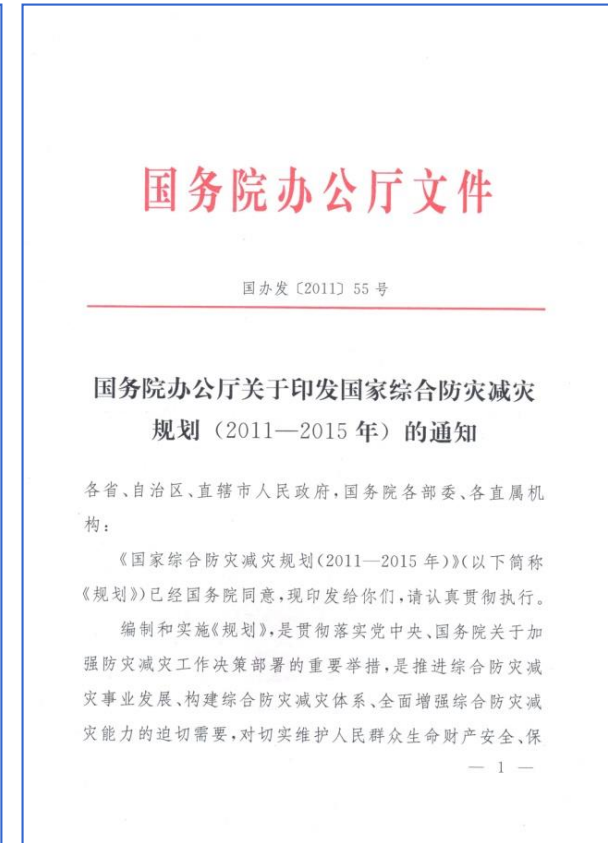 国务院办公厅文件
国办发〔2011〕55号
国务院办公厅关于印发国家综合防灾减灾
规划（2011—2015年）的通知
各省、自治区、直辖市人民政府，国务院各部委、各直属机
构：
《国家综合防灾减灾规划(2011—2015年)》(以下简称
《规划》)已经国务院同意，现印发给你们，请认真贯彻执行。
编制和实施《规划》，是贯彻落实党中央、国务院关于加
强防灾减灾工作决策部署的重要举措，是推进综合防灾减
灾事业发展、构建综合防灾减灾体系、全面增强综合防灾减
灾能力的迫切需要，对切实维护人民群众生命财产安全、保
— 1 —